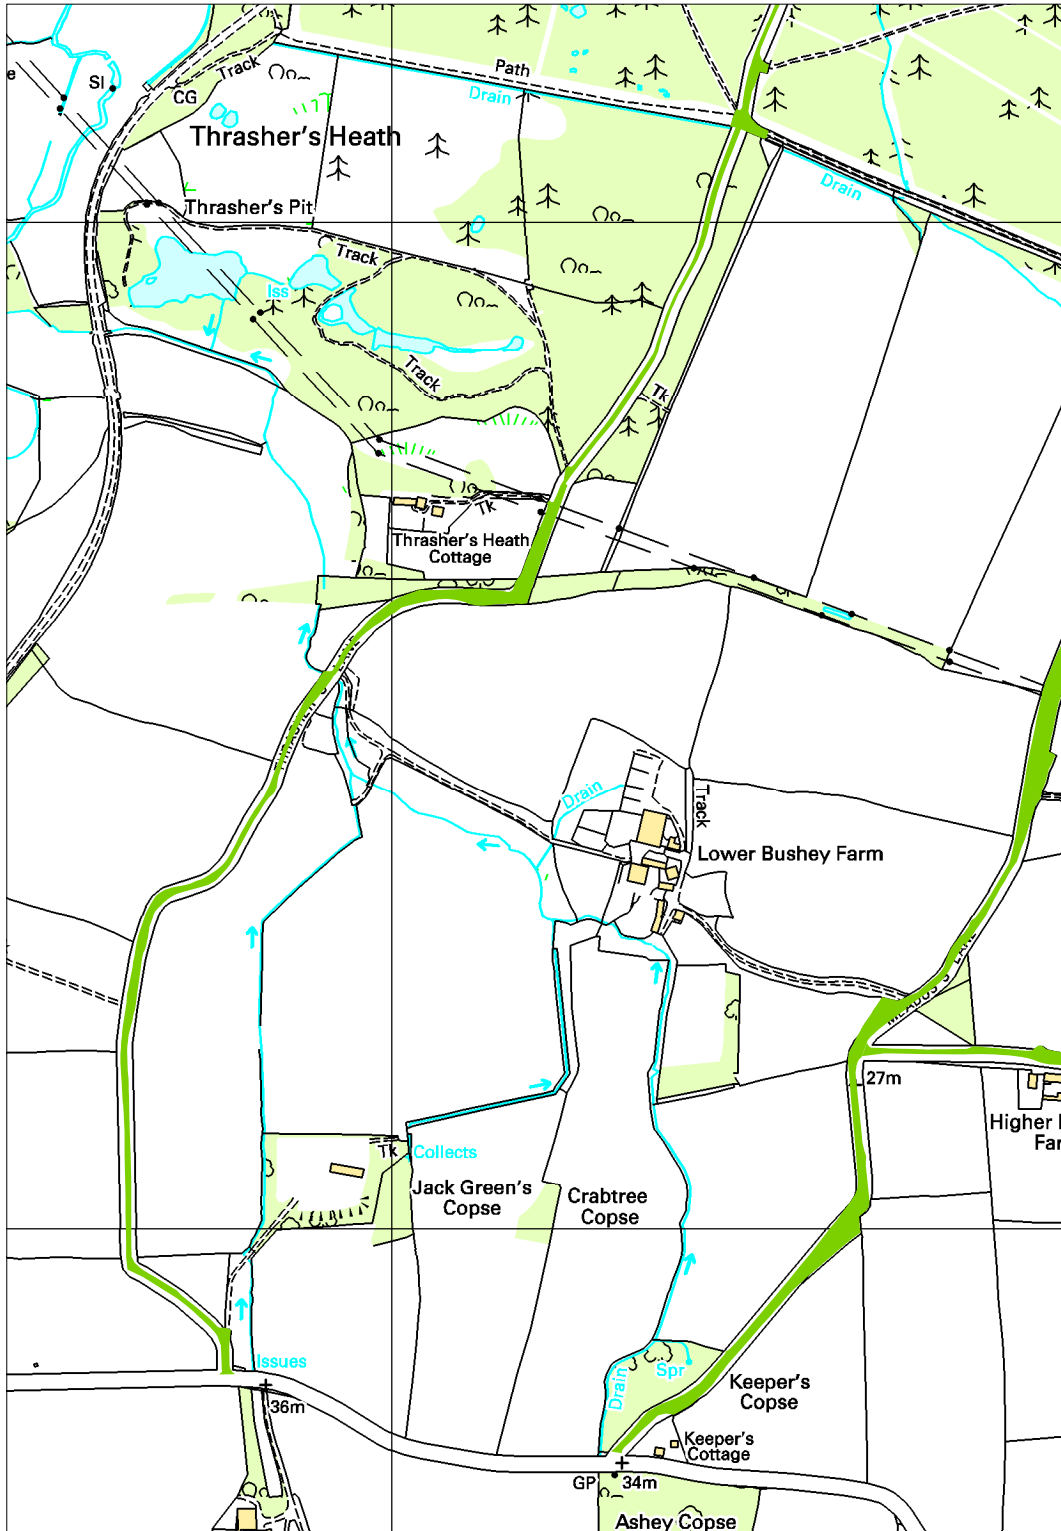 e
Sl
CG
Track
Path
Drain
Thrasher's Heath
Drain
Thrasher's Pit
Track
Iss
Track
Tk
Tk
Thrasher's Heath
Cottage
Drain
Track
Lower Bushey Farm
LANE
27m
Higher
Far
Tk
Collects
Jack Green's
Copse
Crabtree
Copse
Issues
36m
Drain
Spr
Keeper's
Copse
Keeper's
Cottage
GP
34m
Ashey Copse